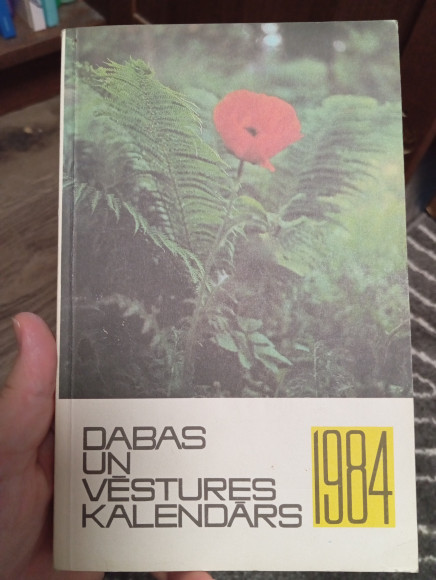 DABAS
UN
VĒSTURES
KALENDĀRS
1984